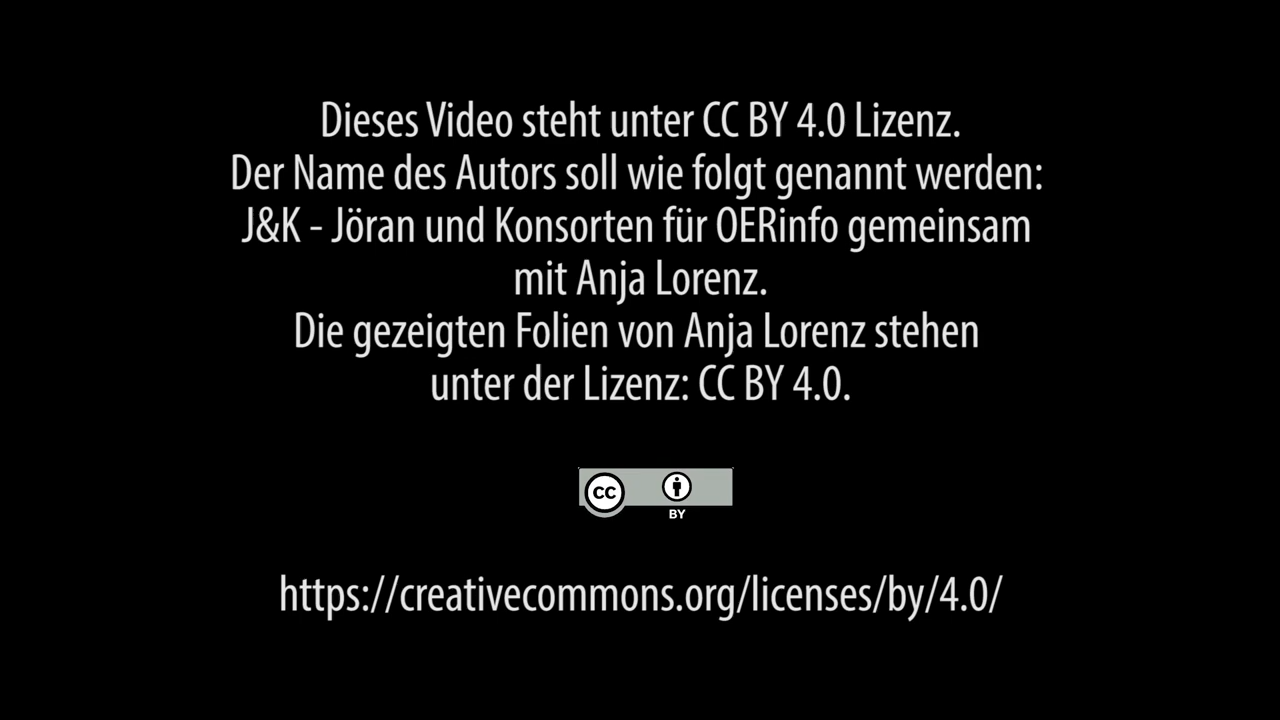 Dieses Video steht unter CC BY 4.0 Lizenz.
Der Name des Autors soll wie folgt genannt werden:
J&K - Jöran und Konsorten für OERinfo gemeinsam
mit Anja Lorenz.
Die gezeigten Folien von Anja Lorenz stehen
unter der Lizenz: CC BY 4.0.
CC
BY
https://creativecommons.org/licenses/by/4.0/